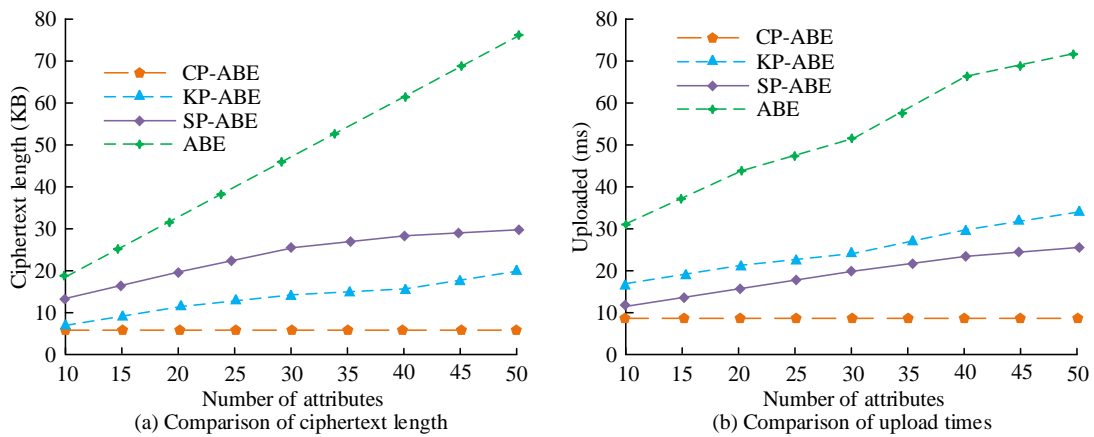 Ciphertext length (KB)
80
70
60
50
40
30
20
10
0
CP-ABE
KP-ABE
SP-ABE
ABE
10 15 20 25 30 35 40 45 50
Number of attributes
(a) Comparison of ciphertext length
Uploaded (ms)
80
70
60
50
40
30
20
10
0
CP-ABE
KP-ABE
SP-ABE
ABE
10 15 20 25 30 35 40 45 50
Number of attributes
(b) Comparison of upload times